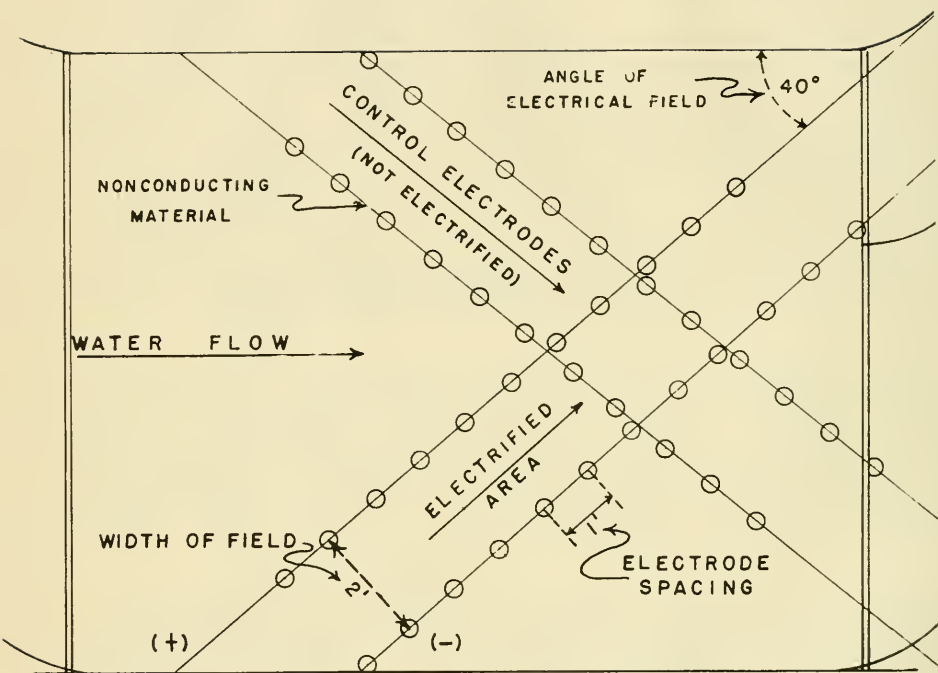 ANGLE OF
ELECTRICAL FIELD
40°
CONTROL ELECTRODES
(NOT ELECTRIFIED)
NONCONDUCTING
MATERIAL
WATER FLOW
ELECTRIFIED
AREA
WIDTH OF FIELD
2'
1'
ELECTRODE
SPACING
(+)
(-)